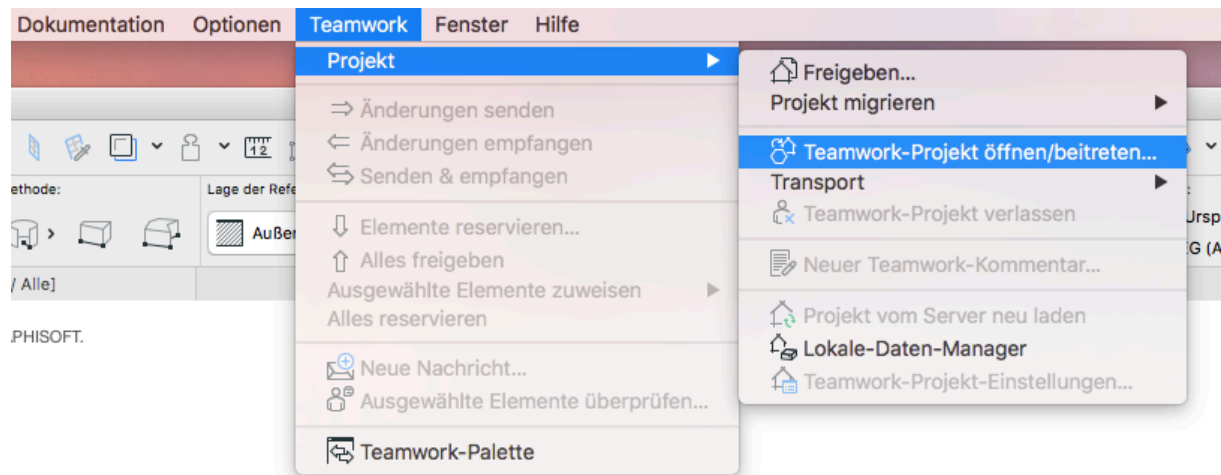 Dokumentation Optionen Teamwork Fenster Hilfe
Projekt
Änderungen senden
Änderungen empfangen
Senden & empfangen
Elemente reservieren...
Alles freigeben
Ausgewählte Elemente zuweisen
Alles reservieren
Neue Nachricht...
Ausgewählte Elemente überprüfen...
Teamwork-Palette
Freigeben...
Projekt migrieren
Teamwork-Projekt öffnen/beitreten...
Transport
Teamwork-Projekt verlassen
Neuer Teamwork-Kommentar...
Projekt vom Server neu laden
Lokale-Daten-Manager
Teamwork-Projekt-Einstellungen...
12
ethode:
Lage der Refe
Außer
/ Alle]
PHISOFT.
Ursp
G (A